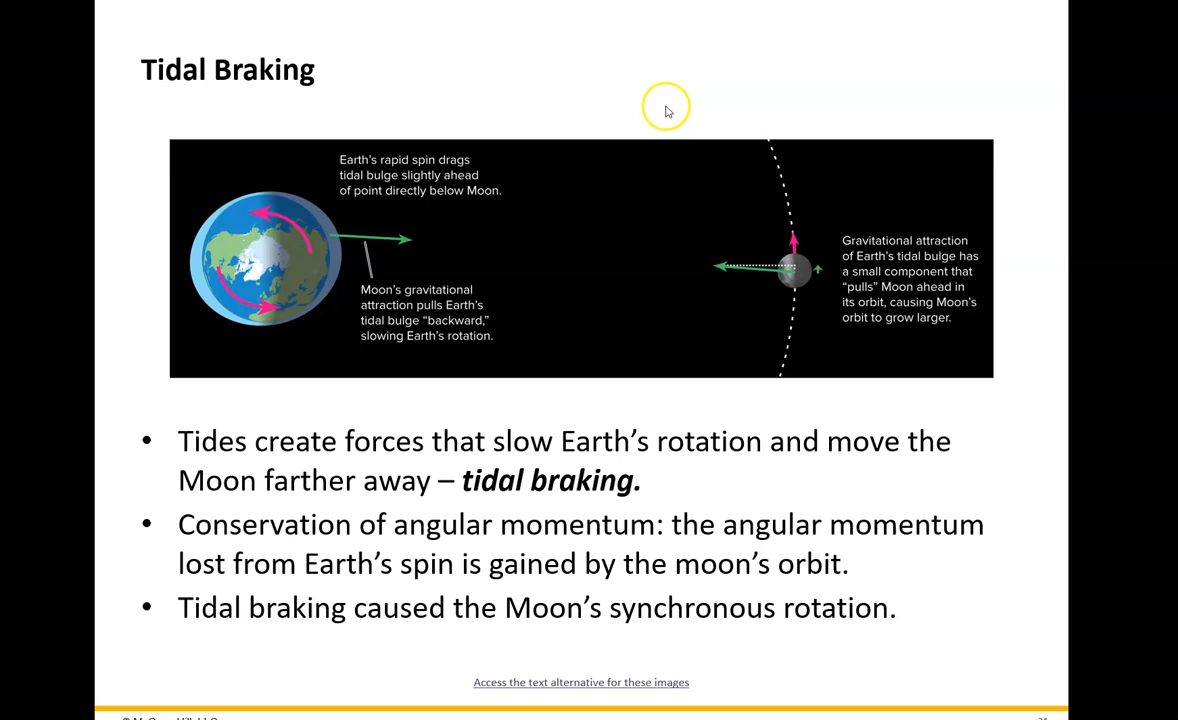 Tidal Braking
Earth's rapid spin drags
tidal bulge slightly ahead
of point directly below Moon.
Moon's gravitational
attraction pulls Earth's
tidal bulge “backward,”
slowing Earth's rotation.
Gravitational attraction
of Earth's tidal bulge has
a small component that
“pulls” Moon ahead in
its orbit, causing Moon's
orbit to grow larger.
• Tides create forces that slow Earth's rotation and move the
Moon farther away – tidal braking.
• Conservation of angular momentum: the angular momentum
lost from Earth's spin is gained by the moon's orbit.
• Tidal braking caused the Moon's synchronous rotation.
Access the text alternative for these images